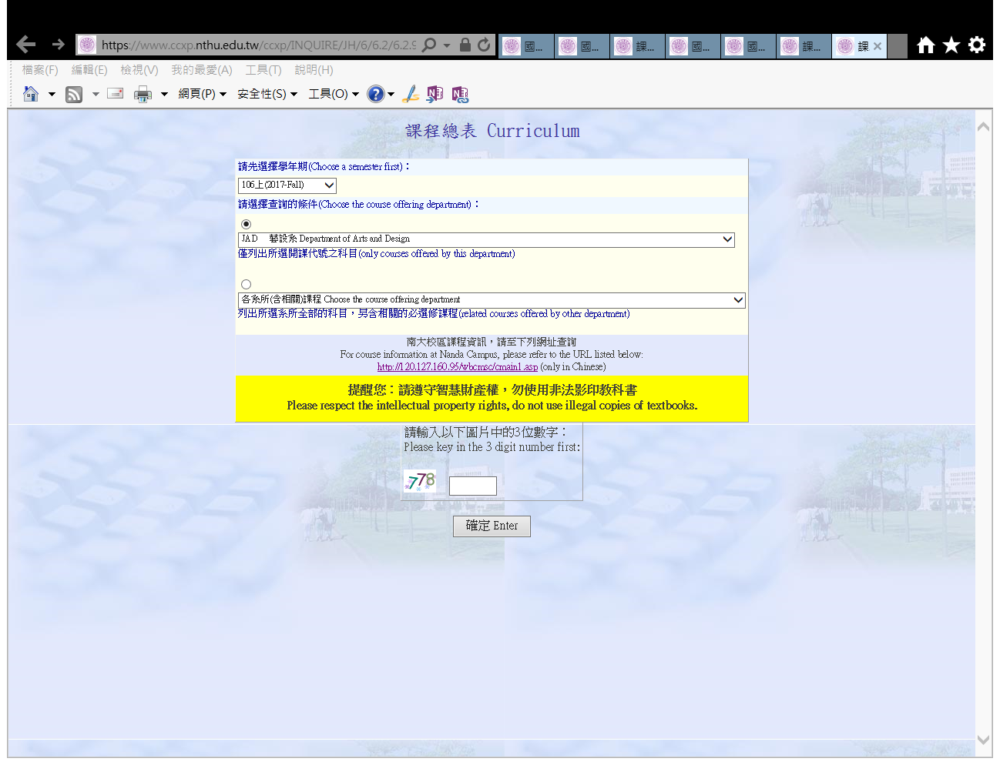 https://www.ccxp.nthu.edu.tw/ccxp/INQUIRE/JH/6/6.2/6.2.9
國... 國... 課... 國... 國... 課... 課
檔案(F) 編輯(E) 檢視(V) 我的最愛(A) 工具(T) 說明(H)
網頁(P) 安全性(S) 工具(O)
課程總表 Curriculum
請先選擇學年期(Choose a semester first)：
106上(2017-Fall)
請選擇查詢的條件(Choose the course offering department)：
JAD 藝設系 Department of Arts and Design
僅列出所選開課代號之科目(only courses offered by this department)
各系所(含相關)課程 Choose the course offering department
列出所選系所全部的科目，另含相關的必選修課程(related courses offered by other department)
南大校區課程資訊，請至下列網址查詢
For course information at Nanda Campus, please refer to the URL listed below:
http://120.127.160.95/wbcmsc/cmain1.asp (only in Chinese)
提醒您：請遵守智慧財產權，勿使用非法影印教科書
Please respect the intellectual property rights, do not use illegal copies of textbooks.
請輸入以下圖片中的3位數字：
Please key in the 3 digit number first:
778
確定 Enter